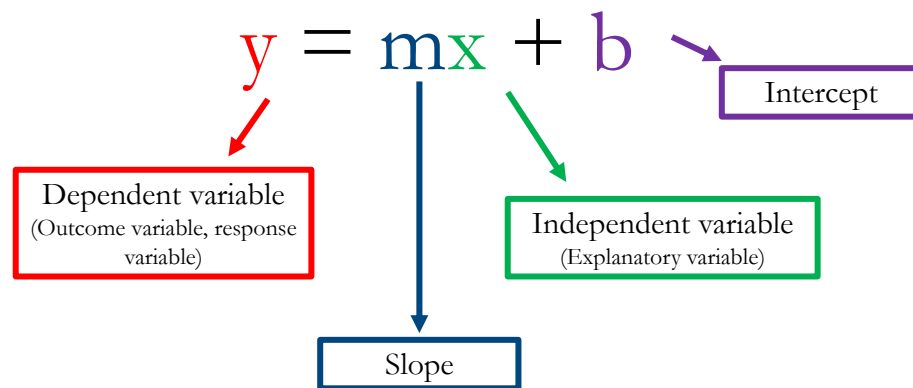 y = mx + b
Intercept
Dependent variable
(Outcome variable, response
variable)
Independent variable
(Explanatory variable)
Slope